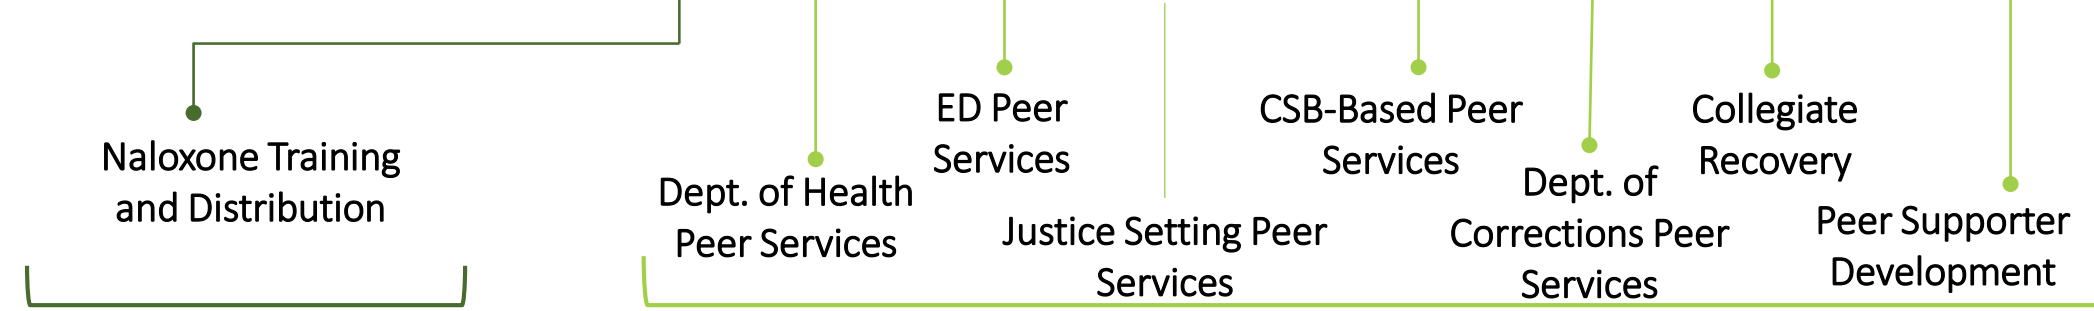 Naloxone Training
and Distribution
Dept. of Health
Peer Services
ED Peer
Services
Justice Setting Peer
Services
CSB-Based Peer
Services
Dept. of
Corrections Peer
Services
Collegiate
Recovery
Peer Supporter
Development